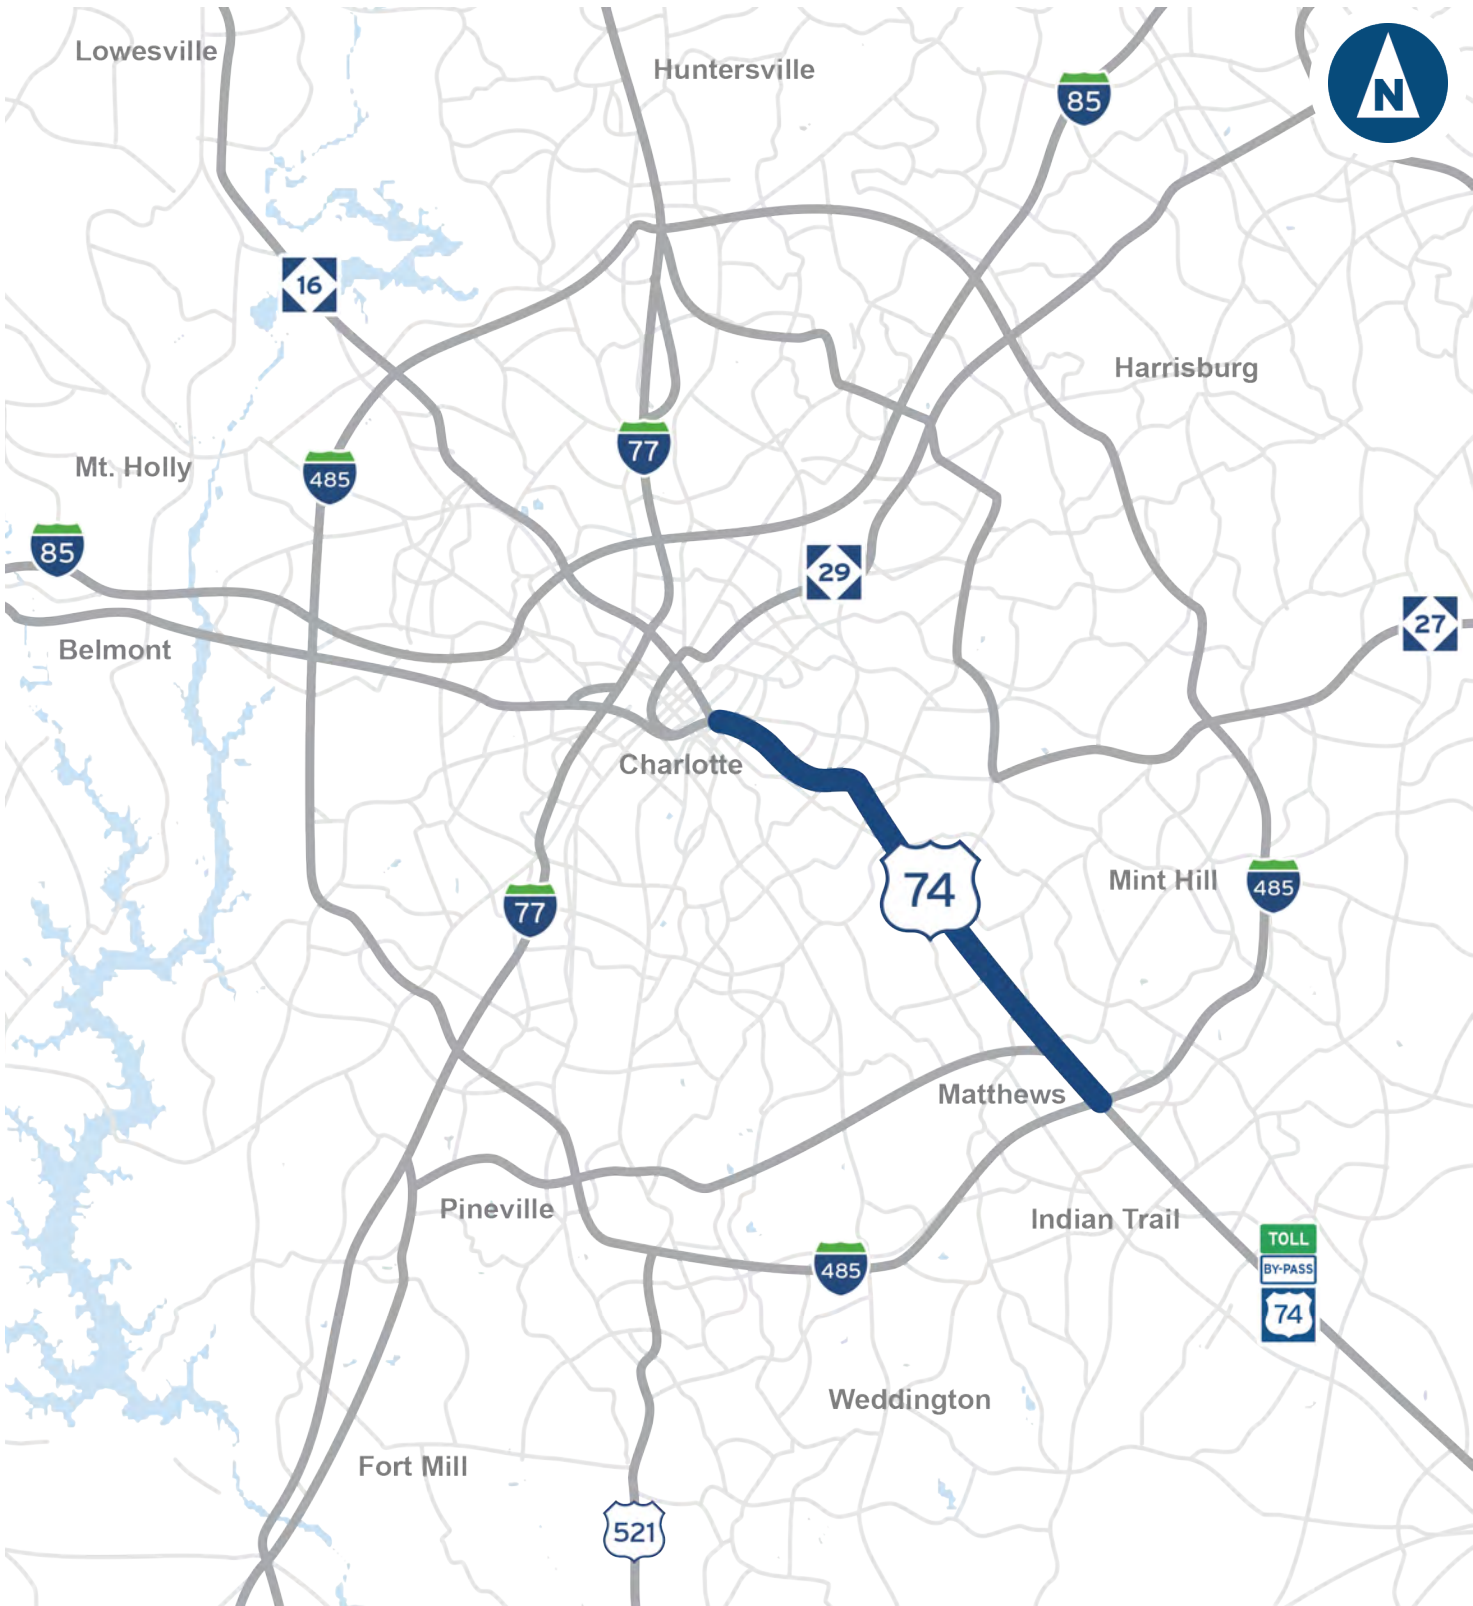 Lowesville
Huntersville
85
N
16
Harrisburg
77
Mt. Holly
485
85
29
27
Belmont
Charlotte
74
Mint Hill
485
77
Matthews
Pineville
Indian Trail
TOLL
BY-PASS
485
74
Weddington
Fort Mill
521